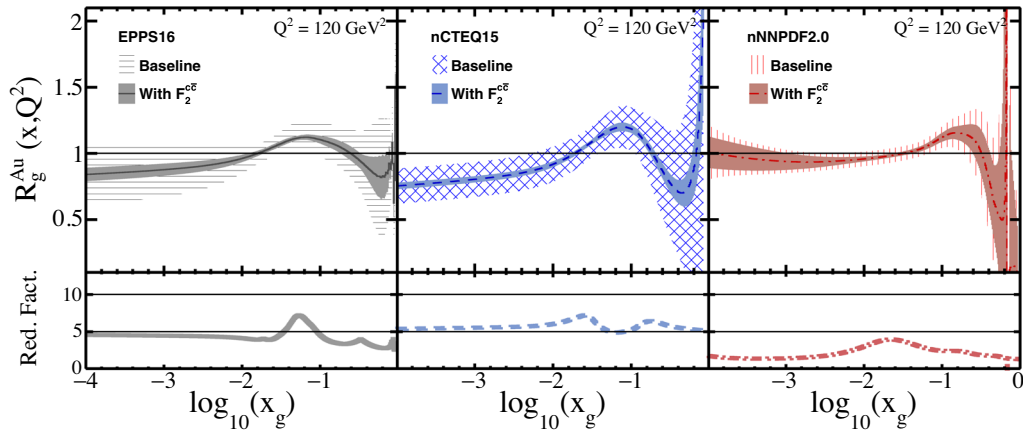 2
1.5
1
0.5
R_g^Au (x,Q²)
Q² = 120 GeV²
EPPS16
Baseline
With F₂^cc̄
Q² = 120 GeV²
nCTEQ15
Baseline
With F₂^cc̄
Q² = 120 GeV²
nNNPDF2.0
Baseline
With F₂^cc̄
10
5
0
Red. Fact.
−4 −3 −2 −1
−3 −2 −1
−3 −2 −1 0
log₁₀(x_g)
log₁₀(x_g)
log₁₀(x_g)